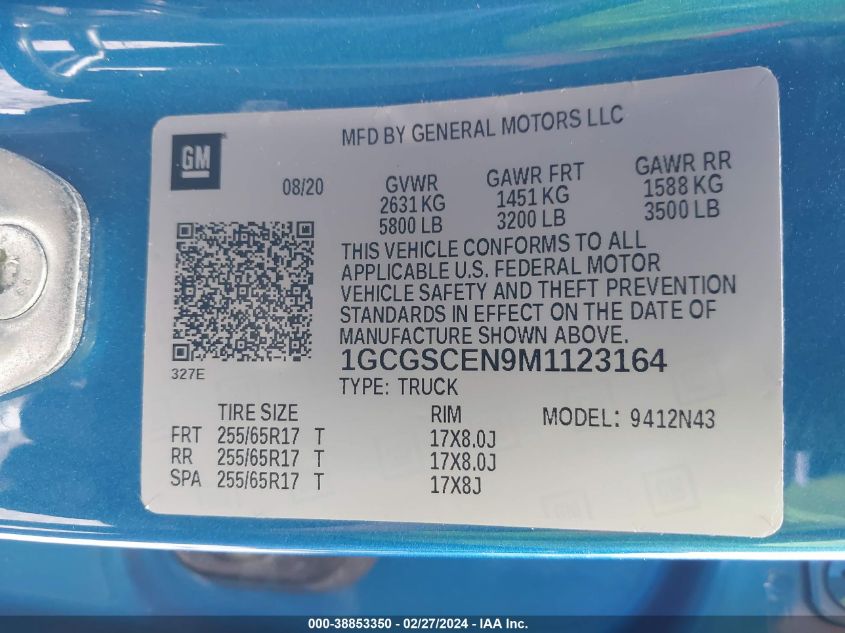 GM
MFD BY GENERAL MOTORS LLC
08/20
GVWR
2631 KG
5800 LB
GAWR FRT
1451 KG
3200 LB
GAWR RR
1588 KG
3500 LB
THIS VEHICLE CONFORMS TO ALL
APPLICABLE U.S. FEDERAL MOTOR
VEHICLE SAFETY AND THEFT PREVENTION
STANDARDS IN EFFECT ON THE DATE OF
MANUFACTURE SHOWN ABOVE.
1GCGSCEN9M1123164
327E
TYPE: TRUCK
TIRE SIZE RIM MODEL: 9412N43
FRT 255/65R17 T 17X8.0J
RR 255/65R17 T 17X8.0J
SPA 255/65R17 T 17X8J
000-38853350 - 02/27/2024 - IAA Inc.